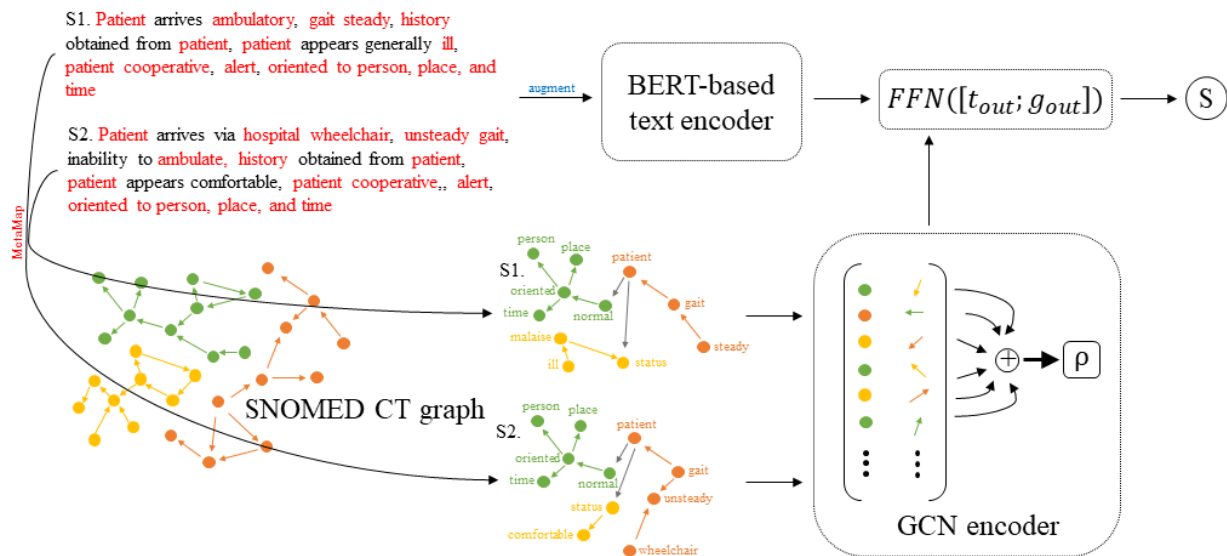 S1. Patient arrives ambulatory, gait steady, history
obtained from patient, patient appears generally ill,
patient cooperative, alert, oriented to person, place, and
time
S2. Patient arrives via hospital wheelchair, unsteady gait,
inability to ambulate, history obtained from patient,
patient appears comfortable, patient cooperative,, alert,
oriented to person, place, and time
augment
BERT-based
text encoder
FFN([t_out; g_out])
S
MetaMap
SNOMED CT graph
S1.
person
place
patient
oriented
time
normal
gait
malaise
steady
ill
status
S2.
person
place
patient
oriented
time
normal
gait
status
unsteady
comfortable
wheelchair
+
ρ
GCN encoder